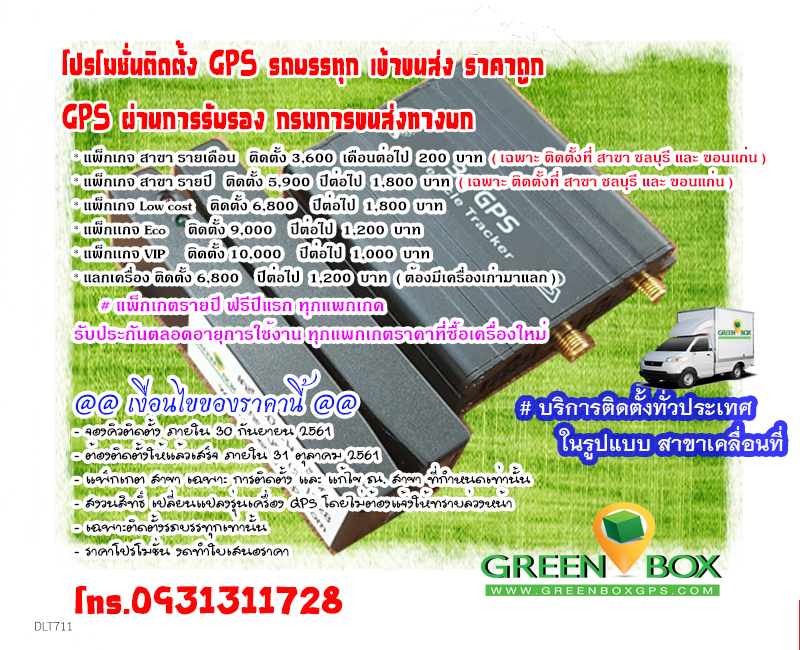 โปรโมชั่นติดตั้ง GPS รถบรรทุก เข้าขนส่ง ราคาถูก
GPS ผ่านการรับรอง กรมการขนส่งทางบก
* แพ็กเกจ สาขา รายเดือน ติดตั้ง 3,600 เดือนต่อไป 200 บาท ( เฉพาะ ติดตั้งที่ สาขา ชลบุรี และ ขอนแก่น )
* แพ็กเกจ สาขา รายปี ติดตั้ง 5,900 ปีต่อไป 1,800 บาท ( เฉพาะ ติดตั้งที่ สาขา ชลบุรี และ ขอนแก่น )
* แพ็กเกจ Low cost ติดตั้ง 6,800 ปีต่อไป 1,800 บาท
* แพ็กแกจ Eco ติดตั้ง 9,000 ปีต่อไป 1,200 บาท
* แพ็กแกจ VIP ติดตั้ง 10,000 ปีต่อไป 1,000 บาท
* แลกเครื่อง ติดตั้ง 6,800 ปีต่อไป 1,200 บาท ( ต้องมีเครื่องเก่ามาแลก )
# แพ็กเกตรายปี ฟรีปีแรก ทุกแพกเกค
รับประกันตลอดอายุการใช้งาน ทุกแพกเกตราคาที่ซื้อเครื่องใหม่
GPS
le Tracker
GREEN BOX
@@ เงื่อนไขของราคานี้ @@
- จองคิวติดตั้ง ภายใน 30 กันยายน 2561
- ต้องติดตั้งให้แล้วเสร็จ ภายใน 31 ตุลาคม 2561
- แพ็กเกต สาขา เฉพาะ การติดตั้ง และ แก้ไข ณ. สาขา ที่กำหนดเท่านั้น
- สงวนสิทธิ์ เปลี่ยนแปลงรุ่นเครื่อง GPS โดยไม่ต้องแจ้งให้ทราบล่วงหน้า
- เฉพาะติดตั้งรถบรรทุกเท่านั้น
- ราคาโปรโมชั่น งดทำใบเสนอราคา
# บริการติดตั้งทั่วประเทศ
ในรูปแบบ สาขาเคลื่อนที่
GREEN BOX
WWW.GREENBOXGPS.COM
โทร.0931311728
DLT711